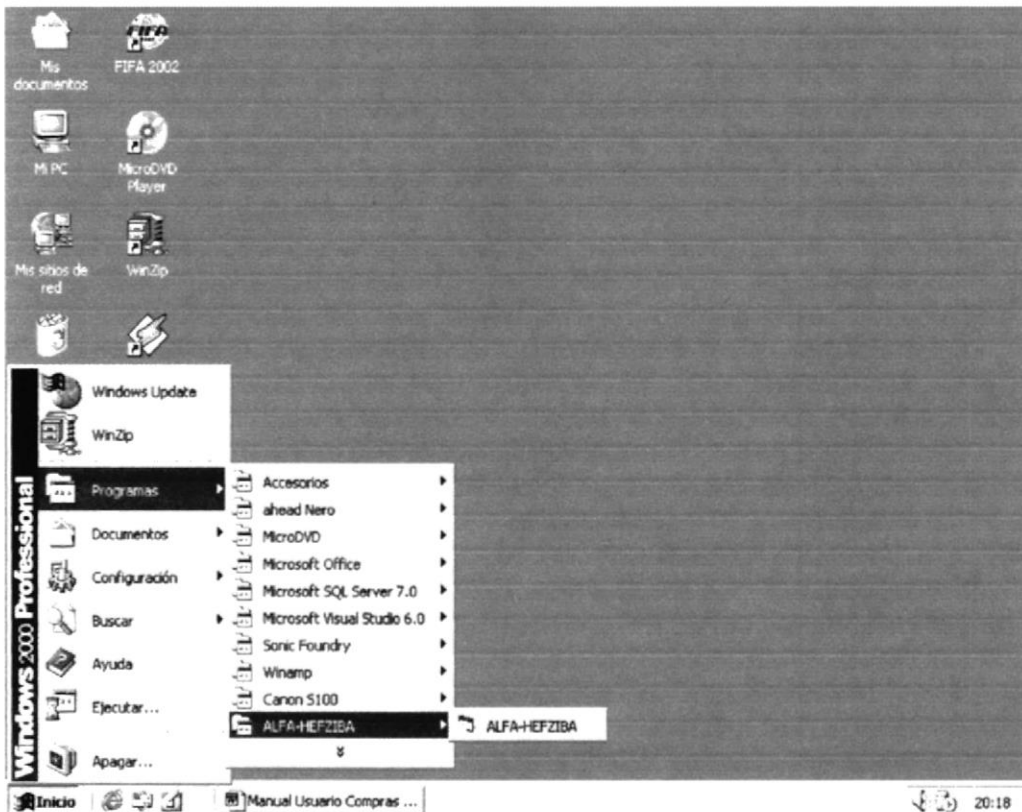 Mis
documentos
FIFA 2002
Mi PC
MicroDVD
Player
Mis sitios de
red
WinZip
Windows 2000 Professional
Windows Update
WinZip
Programas
Documentos
Configuración
Buscar
Ayuda
Ejecutar...
Apagar...
Accesorios
ahead Nero
MicroDVD
Microsoft Office
Microsoft SQL Server 7.0
Microsoft Visual Studio 6.0
Sonic Foundry
Winamp
Canon S100
ALFA-HEFZIBA
ALFA-HEFZIBA
Inicio
Manual Usuario Compras ...
20:18